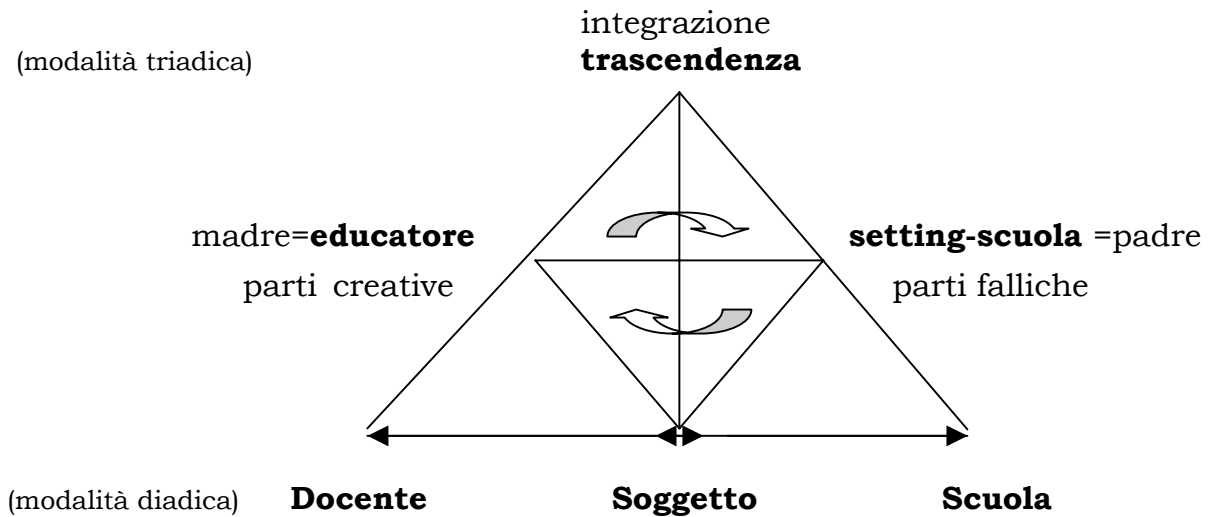 integrazione
(modalità triadica) trascendenza
madre=educatore setting-scuola =padre
parti creative parti falliche
(modalità diadica) Docente Soggetto Scuola